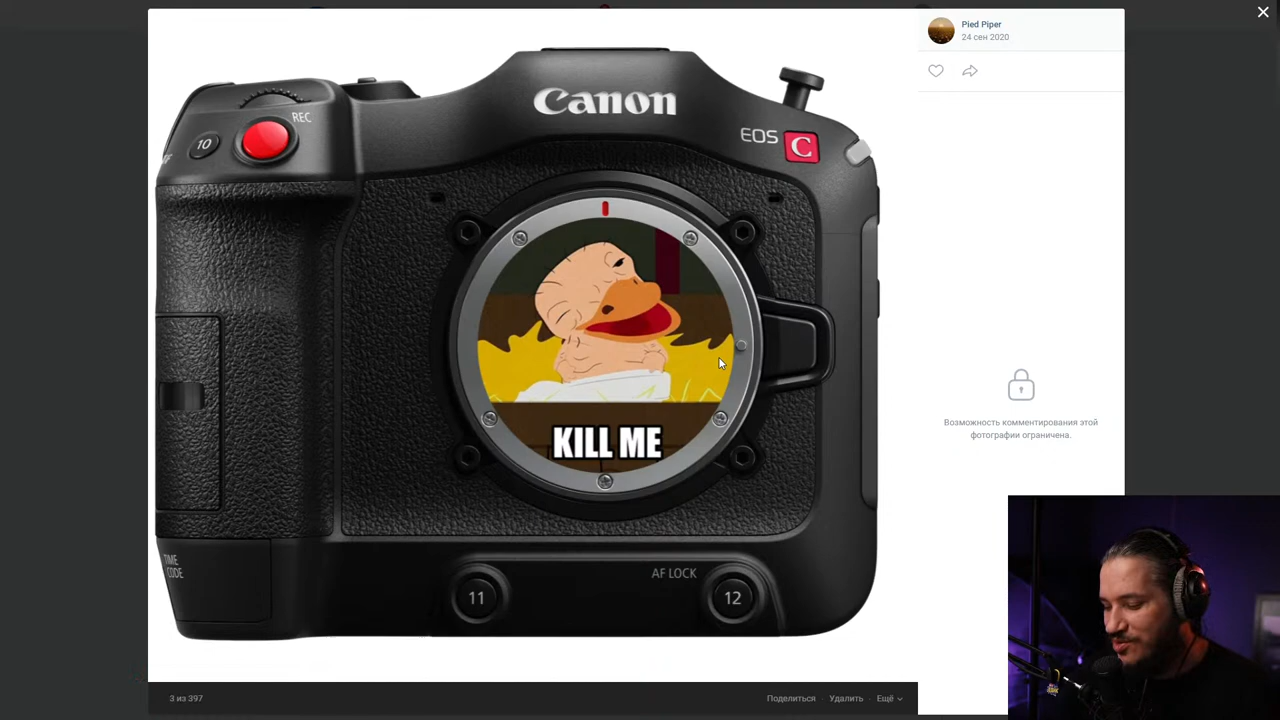 Pied Piper
24 сен 2020
Canon
EOS C
REC
10
KILL ME
TIME
CODE
AF LOCK
11
12
Возможность комментирования этой
фотографии ограничена.
3 из 397
Поделиться
Удалить
Ещё